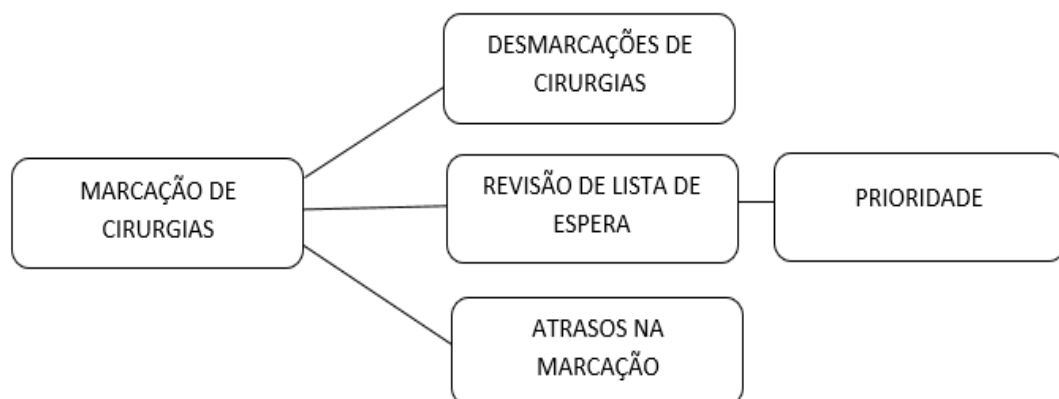 DESMARCAÇÕES DE
CIRURGIAS
MARCAÇÃO DE
CIRURGIAS
REVISÃO DE LISTA DE
ESPERA
PRIORIDADE
ATRASOS NA
MARCAÇÃO